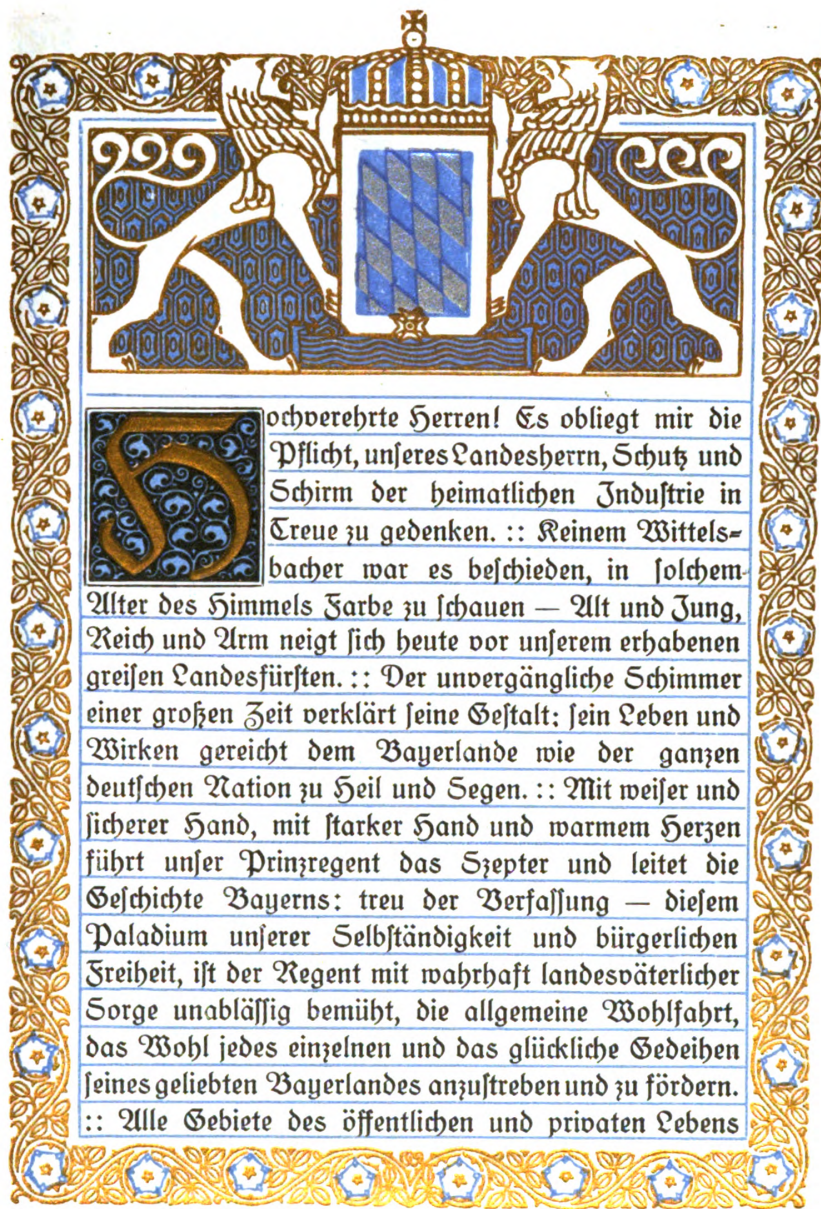 Hochverehrte Herren! Es obliegt mir die
Pflicht, unseres Landesherrn, Schutz und
Schirm der heimatlichen Industrie in
Treue zu gedenken. :: Keinem Wittels-
bacher war es beschieden, in solchem
Alter des Himmels Farbe zu schauen — Alt und Jung,
Reich und Arm neigt sich heute vor unserem erhabenen
greisen Landesfürsten. :: Der unvergängliche Schimmer
einer großen Zeit verklärt seine Gestalt; sein Leben und
Wirken gereicht dem Bayerlande wie der ganzen
deutschen Nation zu Heil und Segen. :: Mit weiser und
sicherer Hand, mit starker Hand und warmem Herzen
führt unser Prinzregent das Szepter und leitet die
Geschichte Bayerns: treu der Verfassung — diesem
Paladium unserer Selbständigkeit und bürgerlichen
Freiheit, ist der Regent mit wahrhaft landesväterlicher
Sorge unablässig bemüht, die allgemeine Wohlfahrt,
das Wohl jedes einzelnen und das glückliche Gedeihen
seines geliebten Bayerlandes anzustreben und zu fördern.
:: Alle Gebiete des öffentlichen und privaten Lebens